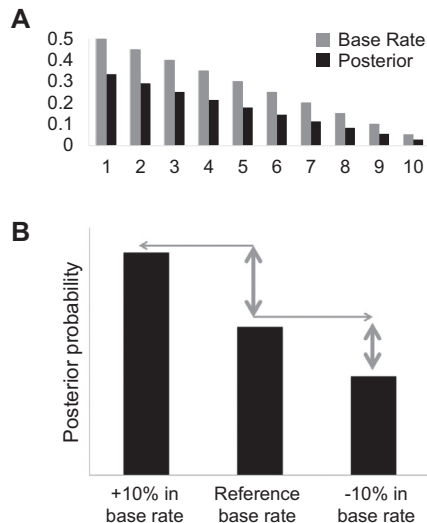 A
0.5
0.4
0.3
0.2
0.1
0
Base Rate
Posterior
1 2 3 4 5 6 7 8 9 10
B
Posterior probability
+10% in Reference -10% in
base rate base rate base rate